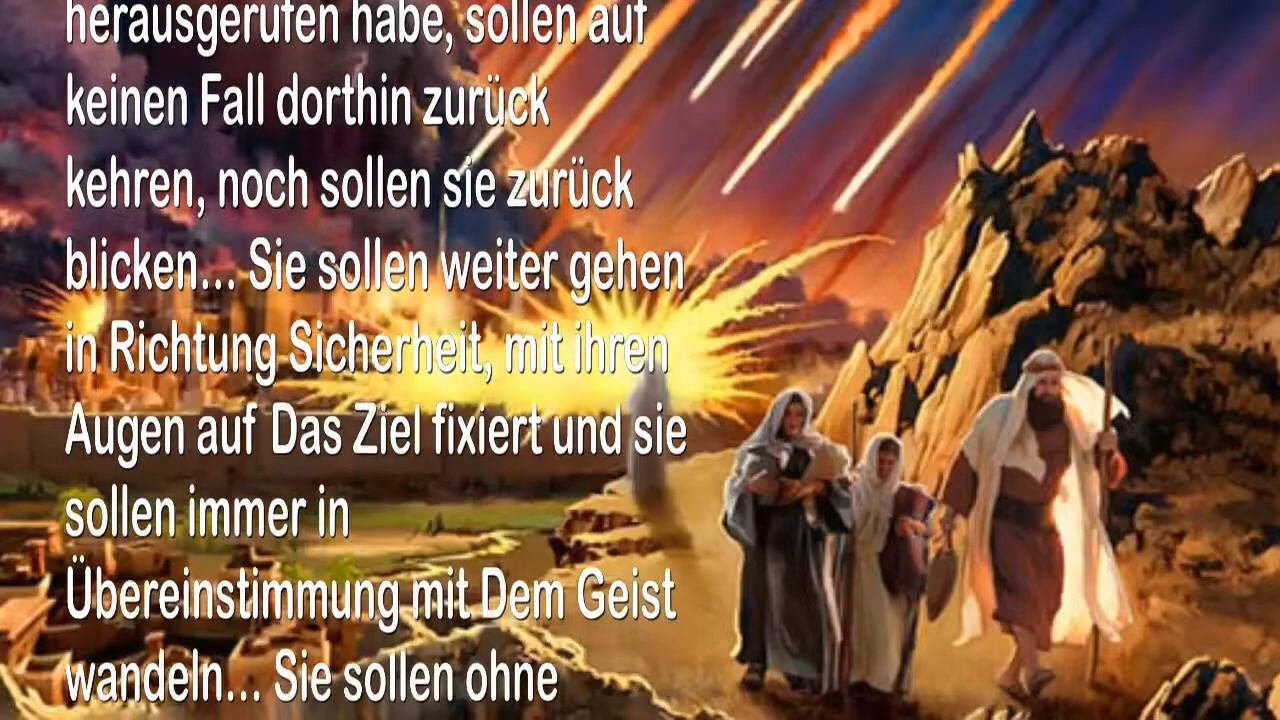 herausgerufen habe, sollen auf
keinen Fall dorthin zurück
kehren, noch sollen sie zurück
blicken... Sie sollen weiter gehen
in Richtung Sicherheit, mit ihren
Augen auf Das Ziel fixiert und sie
sollen immer in
Übereinstimmung mit Dem Geist
wandeln... Sie sollen ohne